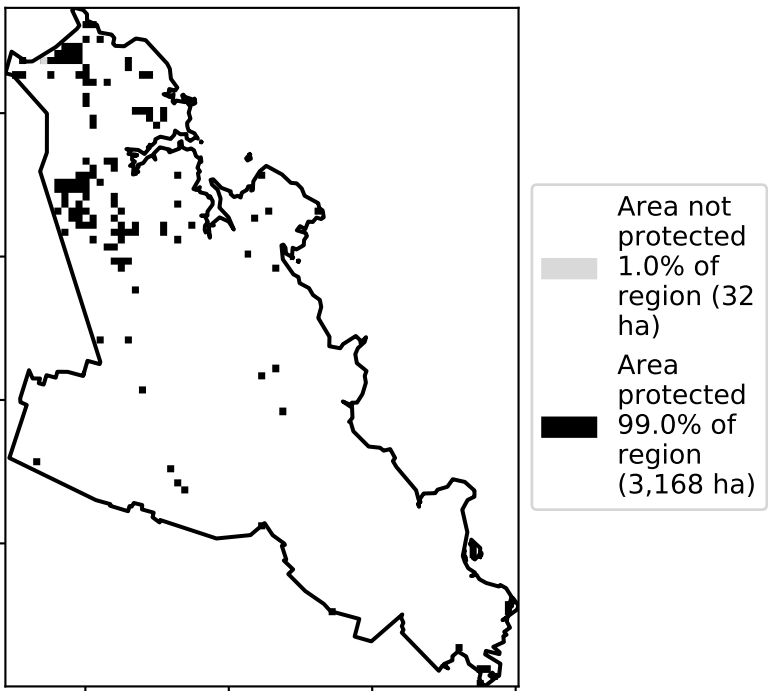 Area not
protected
1.0% of
region (32
ha)
Area
protected
99.0% of
region
(3,168 ha)